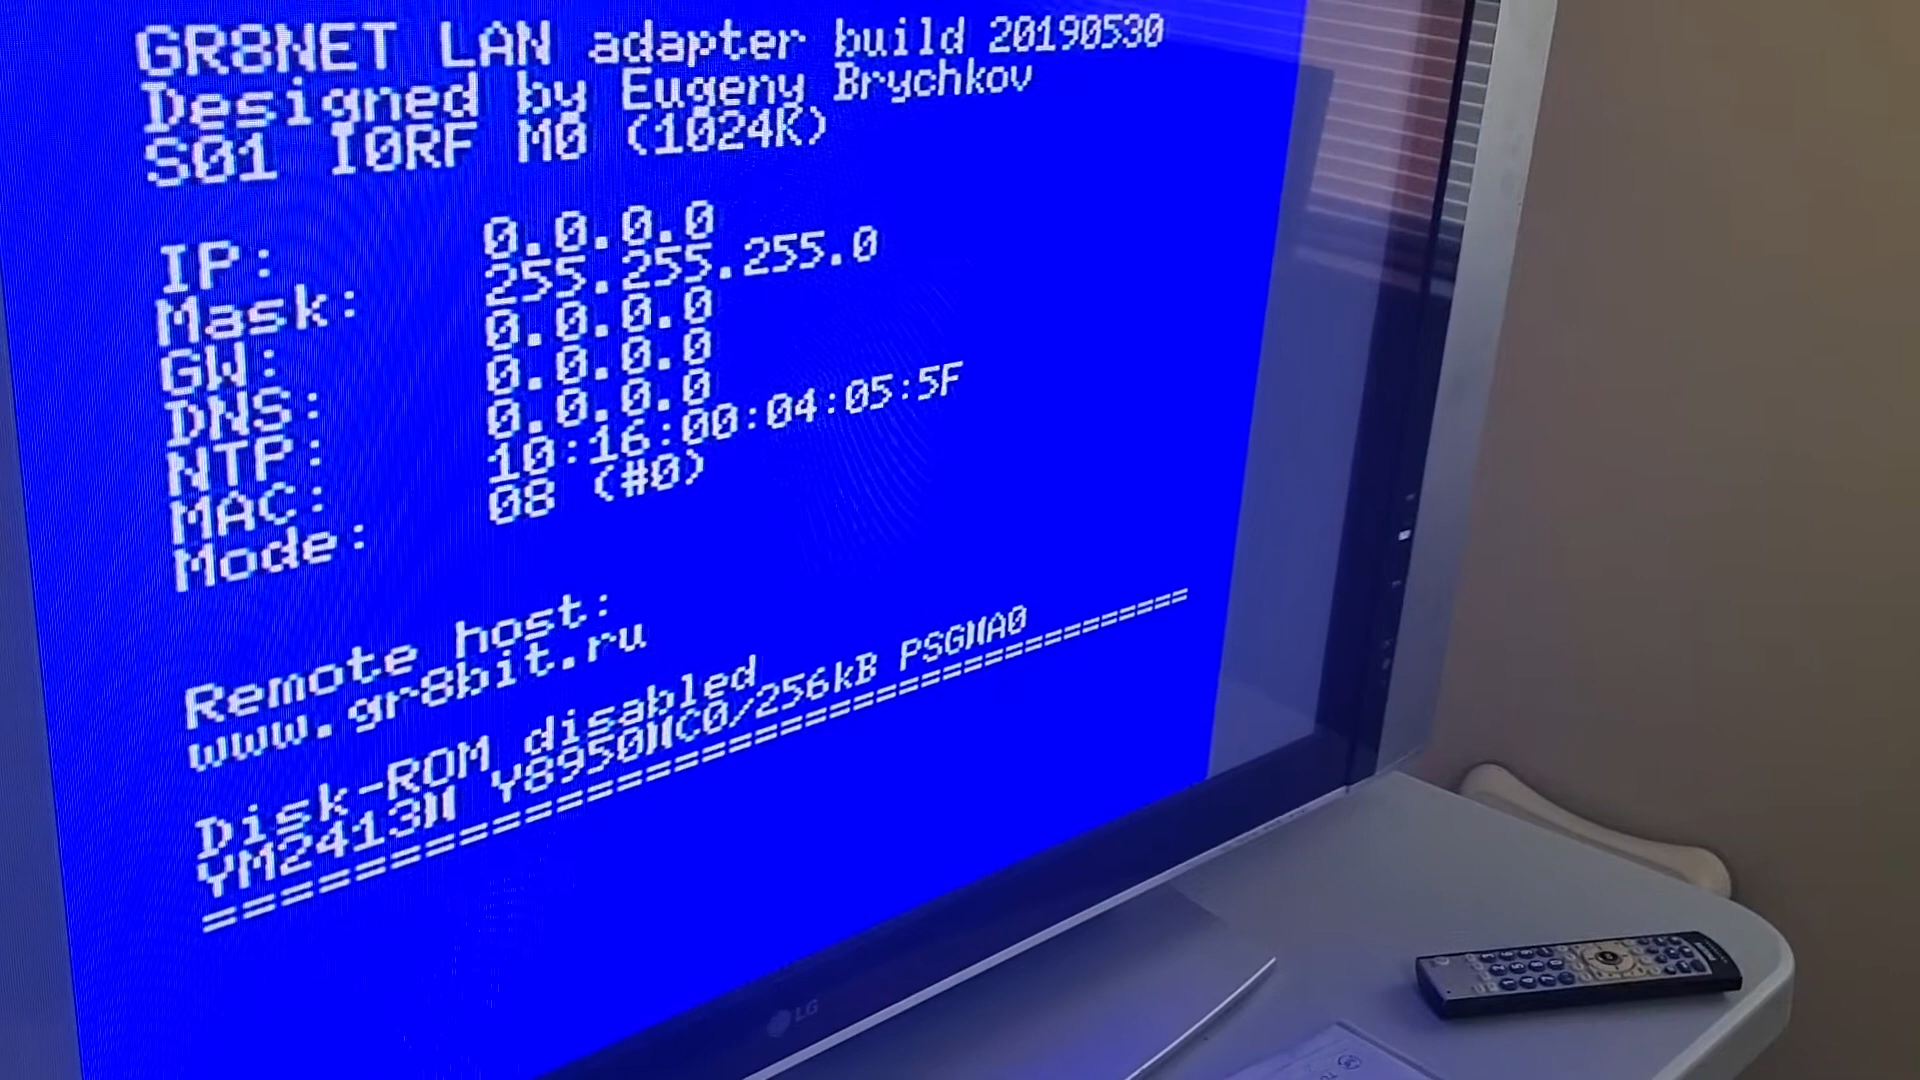 GR8NET LAN adapter build 20190530
Designed by Eugeny Brychkov
S01 I0RF M0 (1024K)
IP: 0.0.0.0
Mask: 255.255.255.0
GW: 0.0.0.0
DNS: 0.0.0.0
NTP: 0.0.0.0
MAC: 10:16:00:04:05:5F
Mode: 08 (#0)
Remote host:
www.gr8bit.ru
Disk-ROM disabled
YM2413M Y8950MC0/256kB PSGMA0
===============================
LG